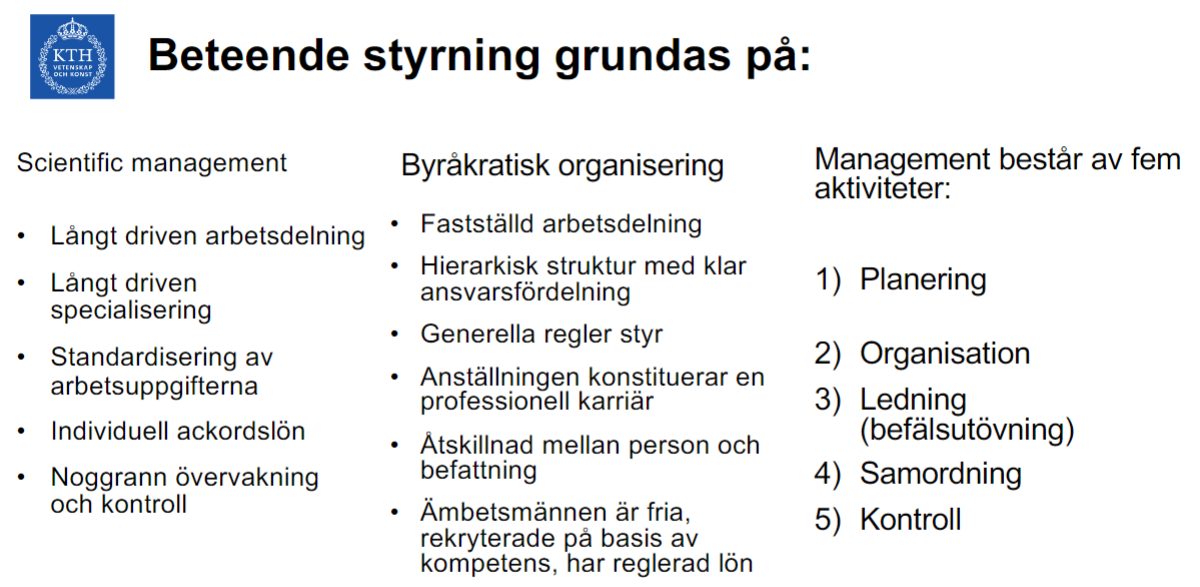 KTH
VETENSKAP
OCH KONST
Beteende styrning grundas på:
Scientific management
• Långt driven arbetsdelning
• Långt driven
specialisering
• Standardisering av
arbetsuppgifterna
• Individuell ackordslön
• Noggrann övervakning
och kontroll
Byråkratisk organisering
• Fastställd arbetsdelning
• Hierarkisk struktur med klar
ansvarsfördelning
• Generella regler styr
• Anställningen konstituerar en
professionell karriär
• Åtskillnad mellan person och
befattning
• Ämbetsmännen är fria,
rekryterade på basis av
kompetens, har reglerad lön
Management består av fem
aktiviteter:
1) Planering
2) Organisation
3) Ledning
(befälsutövning)
4) Samordning
5) Kontroll